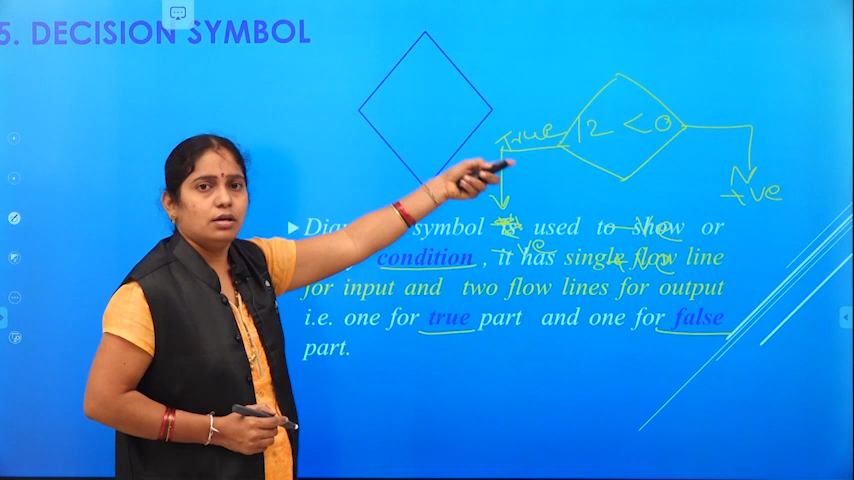 5. DECISION SYMBOL
True 12 < 0
+ve
symbol is used to show or
-ve
condition , it has single flow line
for input and two flow lines for output
i.e. one for true part and one for false
part.